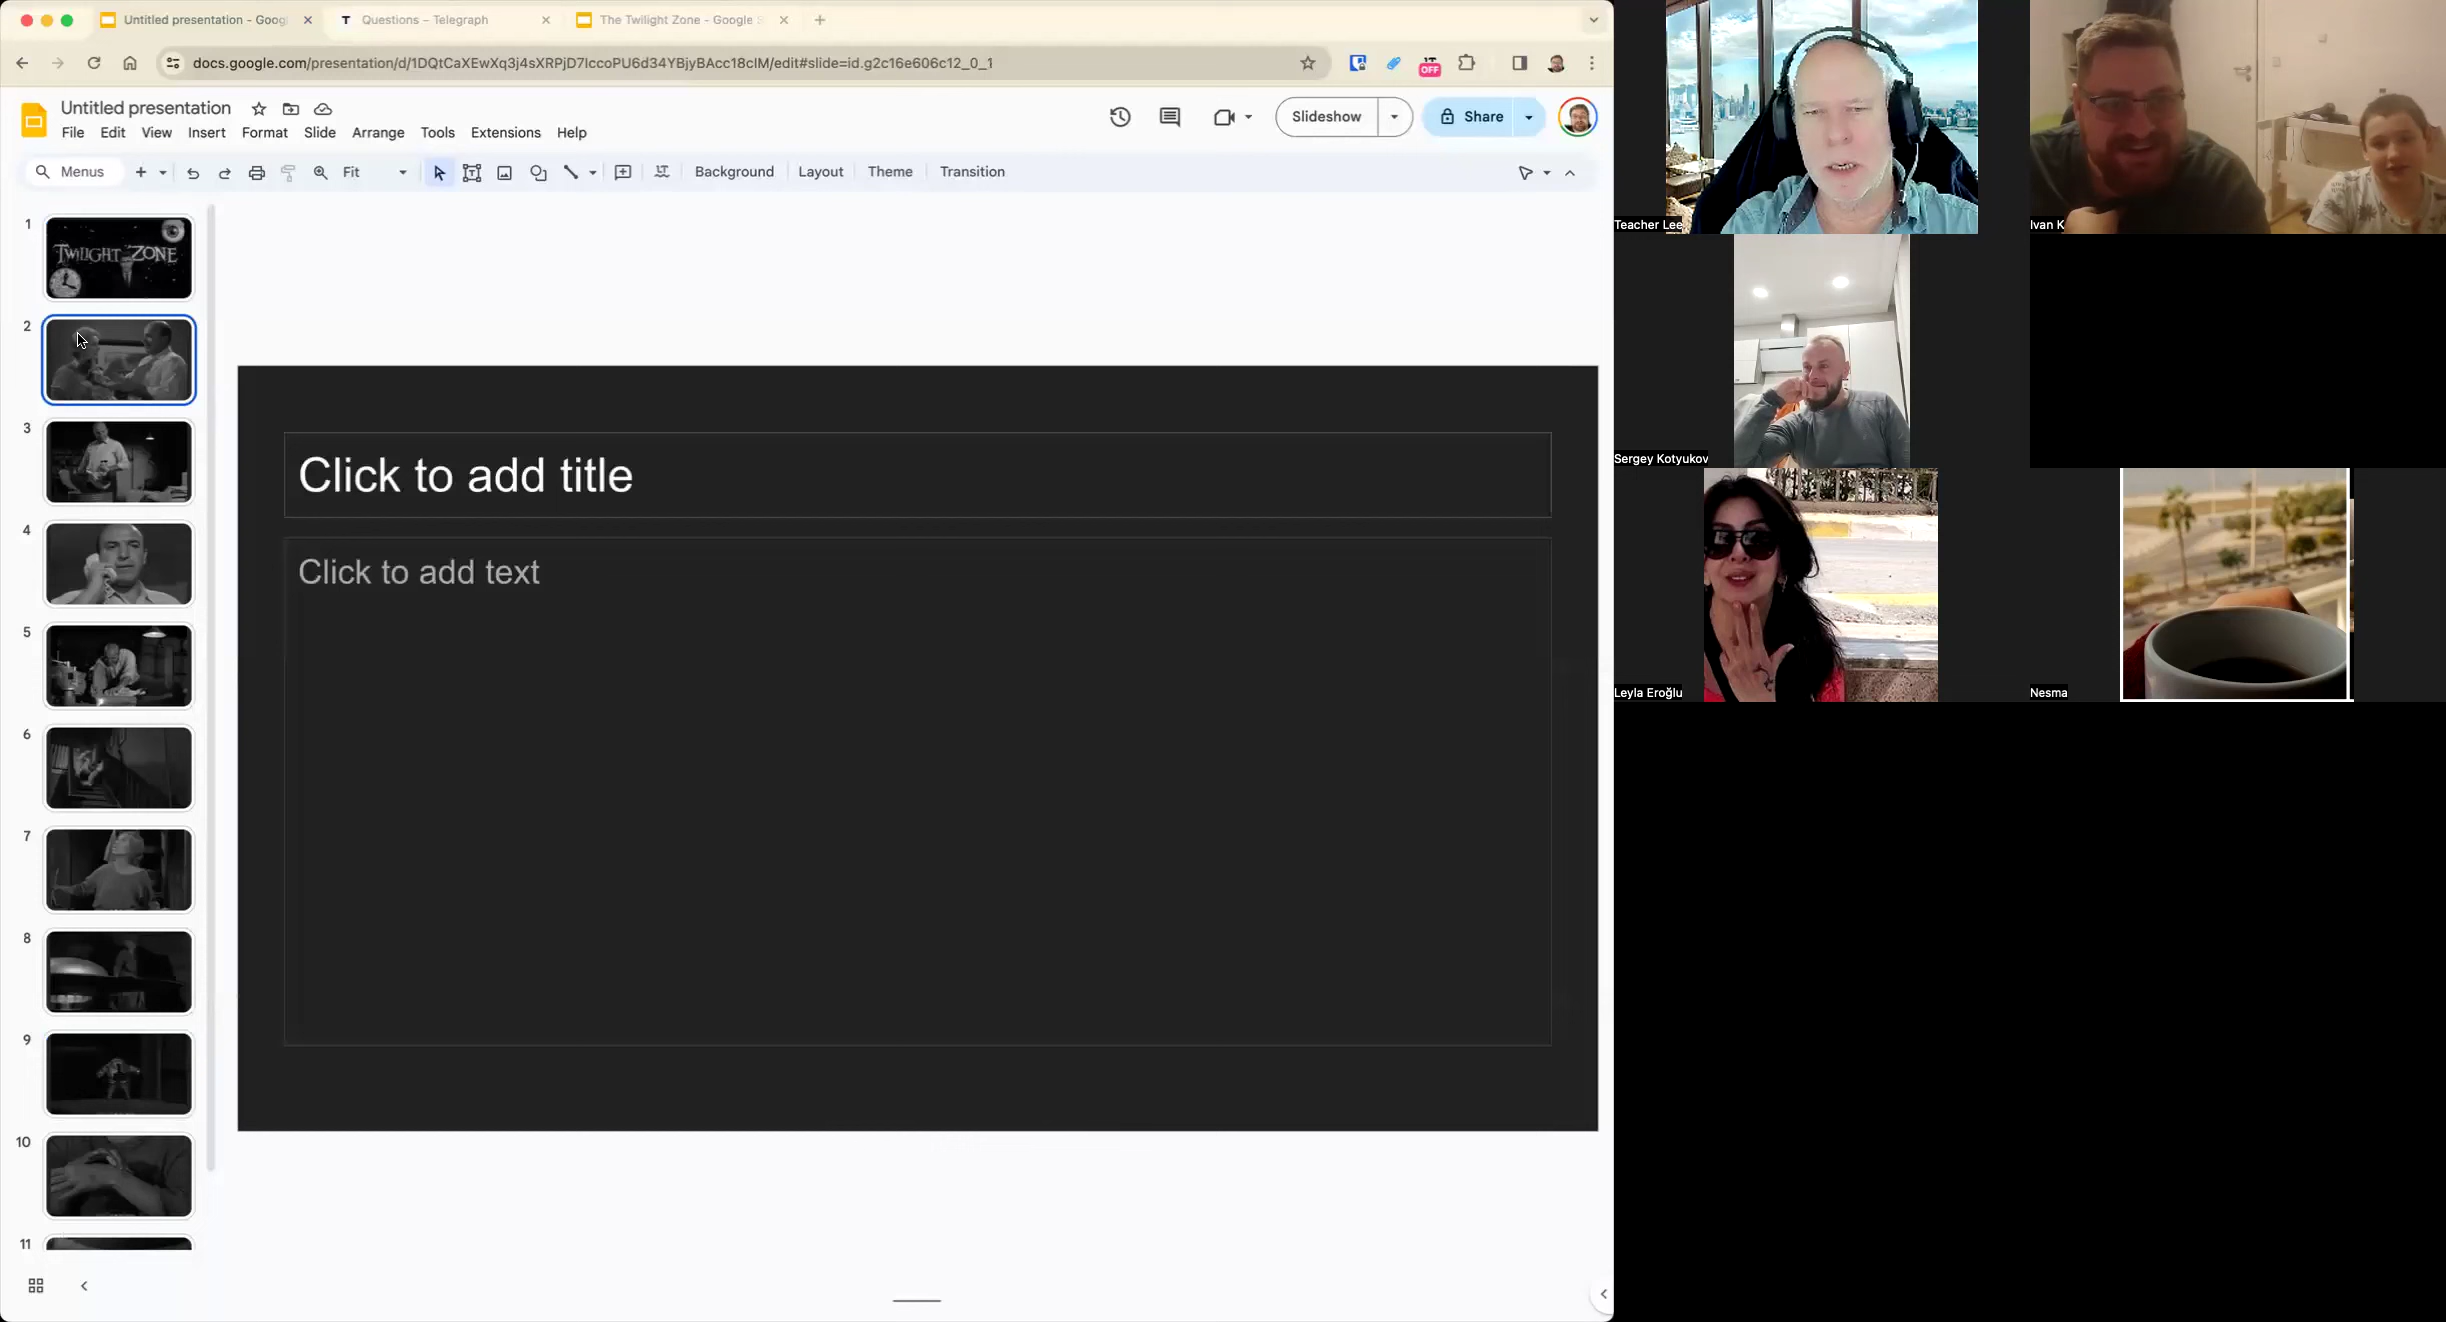 Untitled presentation - Goog
Questions – Telegraph
The Twilight Zone - Google S
docs.google.com/presentation/d/1DQtCaXEwXq3j4sXRPjD7lccoPU6d34YBjyBAcc18clM/edit#slide=id.g2c16e606c12_0_1
OFF
Untitled presentation
File Edit View Insert Format Slide Arrange Tools Extensions Help
Slideshow
Share
Menus
Fit
Background
Layout
Theme
Transition
1
TWILIGHT ZONE
2
3
4
5
6
7
8
9
10
11
Click to add title
Click to add text
Teacher Lee
Ivan K
Sergey Kotyukov
Leyla Eroğlu
Nesma